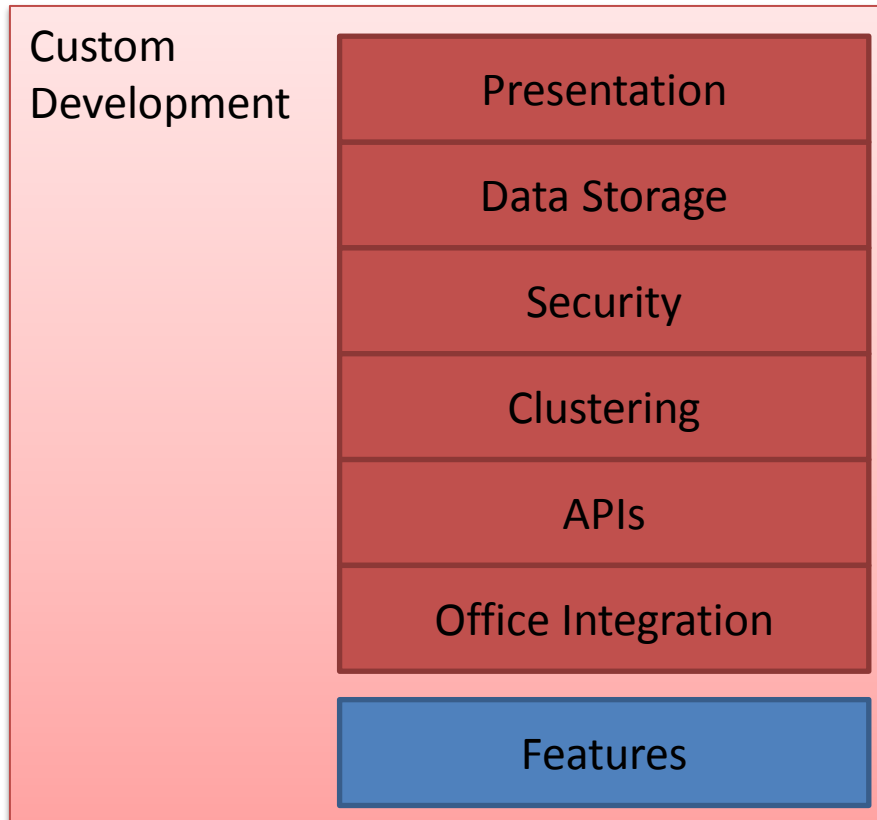 Custom
Development
Presentation
Data Storage
Security
Clustering
APIs
Office Integration
Features